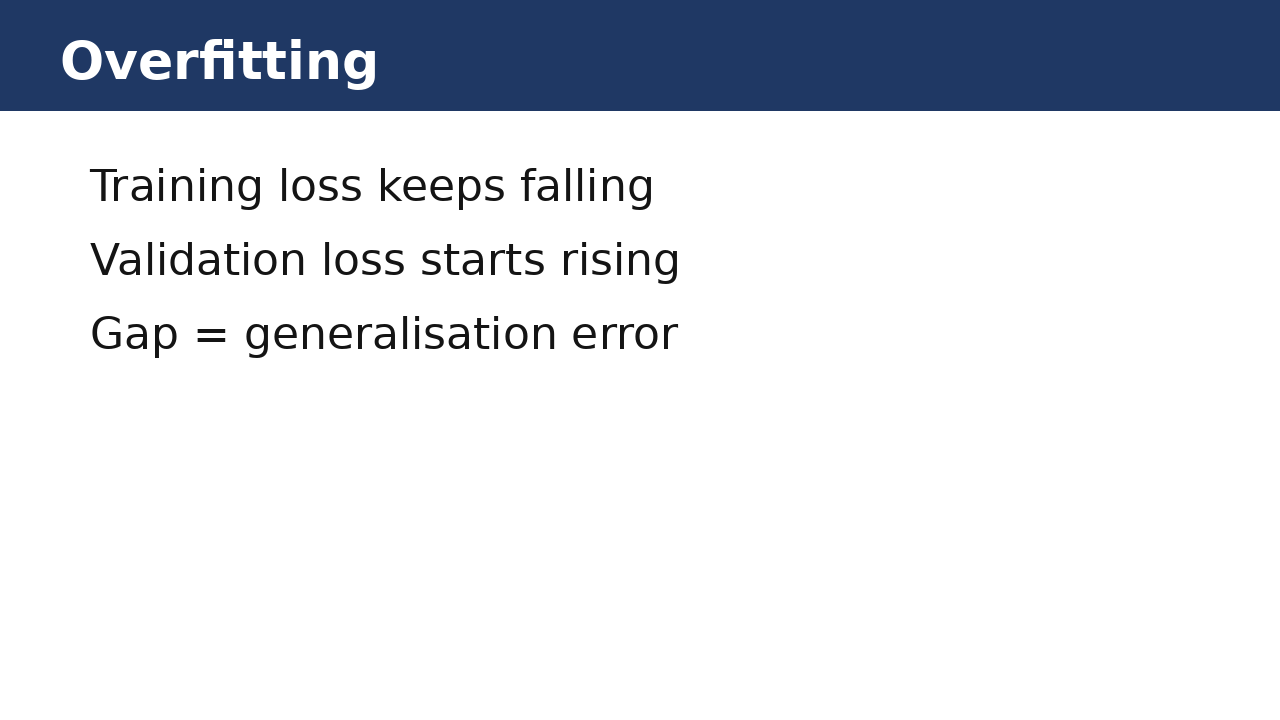 Overfitting
Training loss keeps falling
Validation loss starts rising
Gap = generalisation error